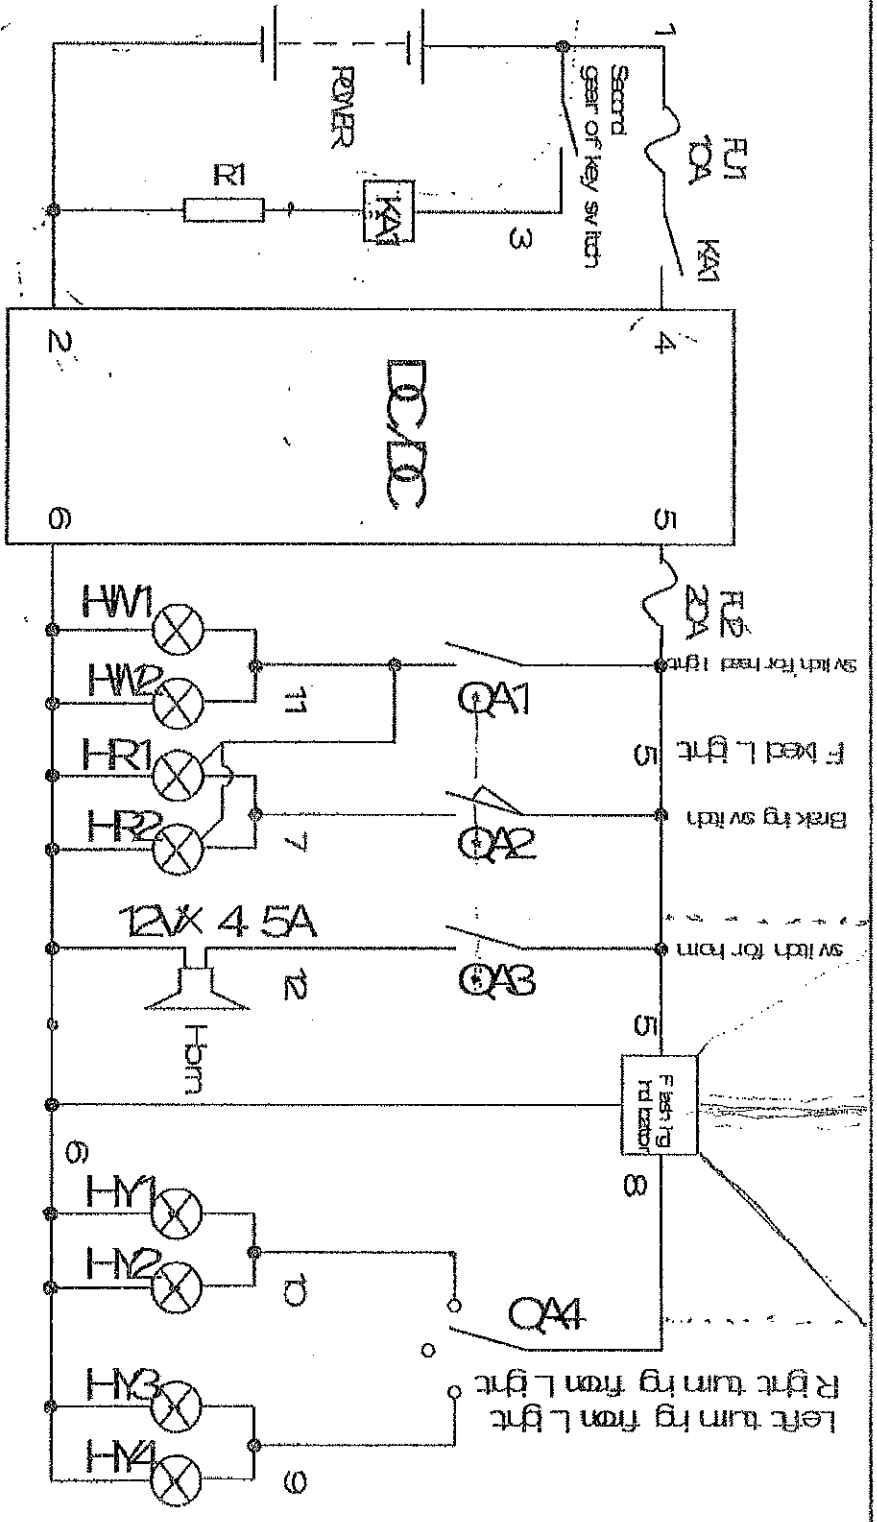 1
POWER
Second
gear of key switch
FU1
10A
R1
KA1
3
KA1
2
4
DC/DC
6
5
FU2
20A
HW1
HW2
11
QA1
Switch for head Light
HR1
HR2
7
QA2
5
Fixed Light
Braking switch
12V× 4.5A
12
QA3
switch for horn
Horn
5
Flashing
indicator
6
8
HY1
HY2
10
QA4
Right turning from Light
Left turning from Light
HY3
HY4
9